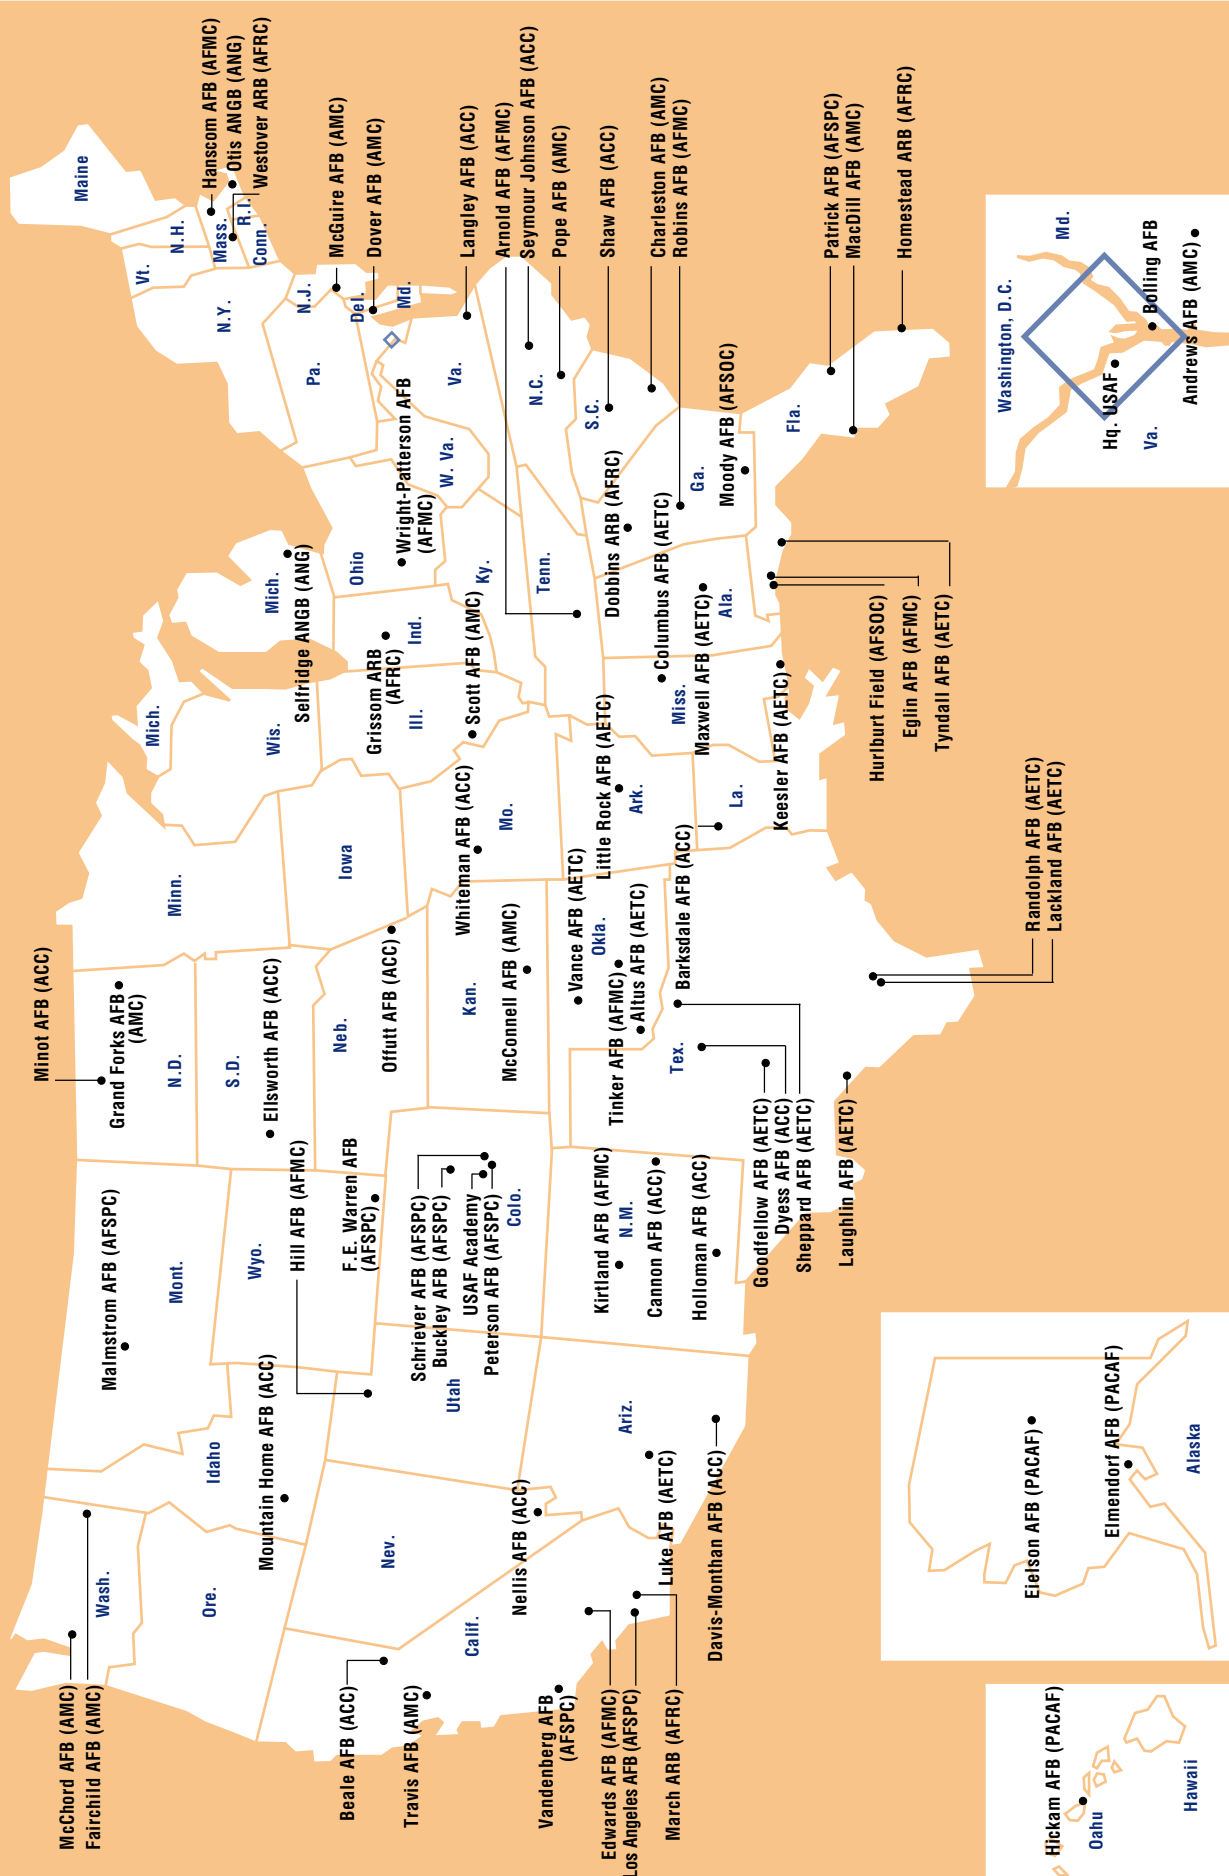 McChord AFB (AMC)
Fairchild AFB (AMC)
Wash.
Ore.
Idaho
Mountain Home AFB (ACC)
Malmstrom AFB (AFSPC)
Mont.
Wyo.
Hill AFB (AFMC)
F.E. Warren AFB
(AFSPC)
Minot AFB (ACC)
Grand Forks AFB
(AMC)
N.D.
S.D.
Ellsworth AFB (ACC)
Neb.
Offutt AFB (ACC)
Minn.
Iowa
Wis.
Mich.
Mich.
Selfridge ANGB (ANG)
Beale AFB (ACC)
Travis AFB (AMC)
Nev.
Calif.
Nellis AFB (ACC)
Vandenberg AFB
(AFSPC)
Edwards AFB (AFMC)
Los Angeles AFB (AFSPC)
March ARB (AFRC)
Utah
Ariz.
Luke AFB (AETC)
Davis-Monthan AFB (ACC)
Schriever AFB (AFSPC)
Buckley AFB (AFSPC)
USAF Academy
Peterson AFB (AFSPC)
Colo.
Kirtland AFB (AFMC)
N.M.
Cannon AFB (ACC)
Holloman AFB (ACC)
Kan.
McConnell AFB (AMC)
Vance AFB (AETC)
Okla.
Tinker AFB (AFMC)
Altus AFB (AETC)
Tex.
Goodfellow AFB (AETC)
Dyess AFB (ACC)
Sheppard AFB (AETC)
Laughlin AFB (AETC)
Randolph AFB (AETC)
Lackland AFB (AETC)
Whiteman AFB (ACC)
Mo.
Little Rock AFB (AETC)
Ark.
Barksdale AFB (ACC)
La.
Grissom ARB
(AFRC)
Ind.
Ill.
Scott AFB (AMC)
Ohio
Wright-Patterson AFB
(AFMC)
Ky.
Tenn.
W. Va.
Va.
Miss.
Columbus AFB (AETC)
Maxwell AFB (AETC)
Ala.
Keesler AFB (AETC)
Hurlburt Field (AFSOC)
Eglin AFB (AFMC)
Tyndall AFB (AETC)
Dobbins ARB (AFRC)
Ga.
Moody AFB (AFSOC)
Fla.
N.C.
S.C.
Maine
N.H.
Vt.
Mass.
R.I.
Conn.
N.Y.
N.J.
Pa.
Del.
Md.
Hanscom AFB (AFMC)
Otis ANGB (ANG)
Westover ARB (AFRC)
McGuire AFB (AMC)
Dover AFB (AMC)
Langley AFB (ACC)
Arnold AFB (AFMC)
Seymour Johnson AFB (ACC)
Pope AFB (AMC)
Shaw AFB (ACC)
Charleston AFB (AMC)
Robins AFB (AFMC)
Patrick AFB (AFSPC)
MacDill AFB (AMC)
Homestead ARB (AFRC)
Hickam AFB (PACAF)
Oahu
Hawaii
Eielson AFB (PACAF)
Elmendorf AFB (PACAF)
Alaska
Washington, D.C.
Md.
Hq. USAF
Bolling AFB
Va.
Andrews AFB (AMC)